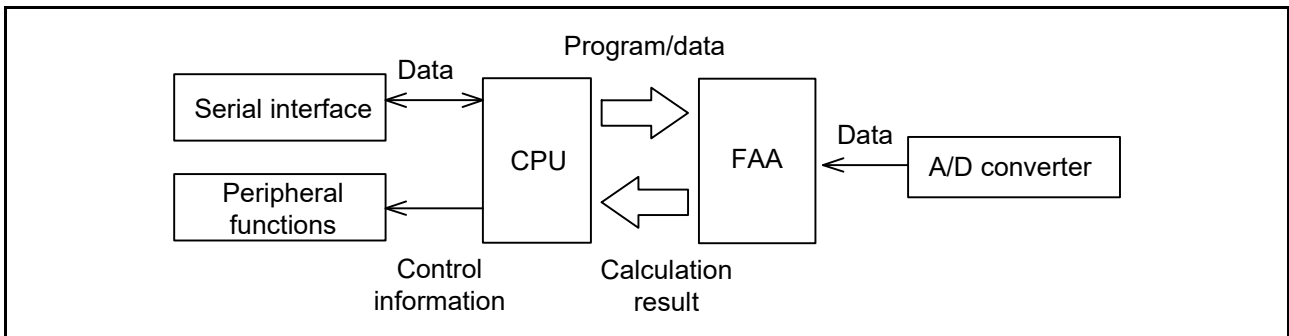 Program/data
Data
Serial interface
CPU
FAA
Data
A/D converter
Peripheral
functions
Control
information
Calculation
result